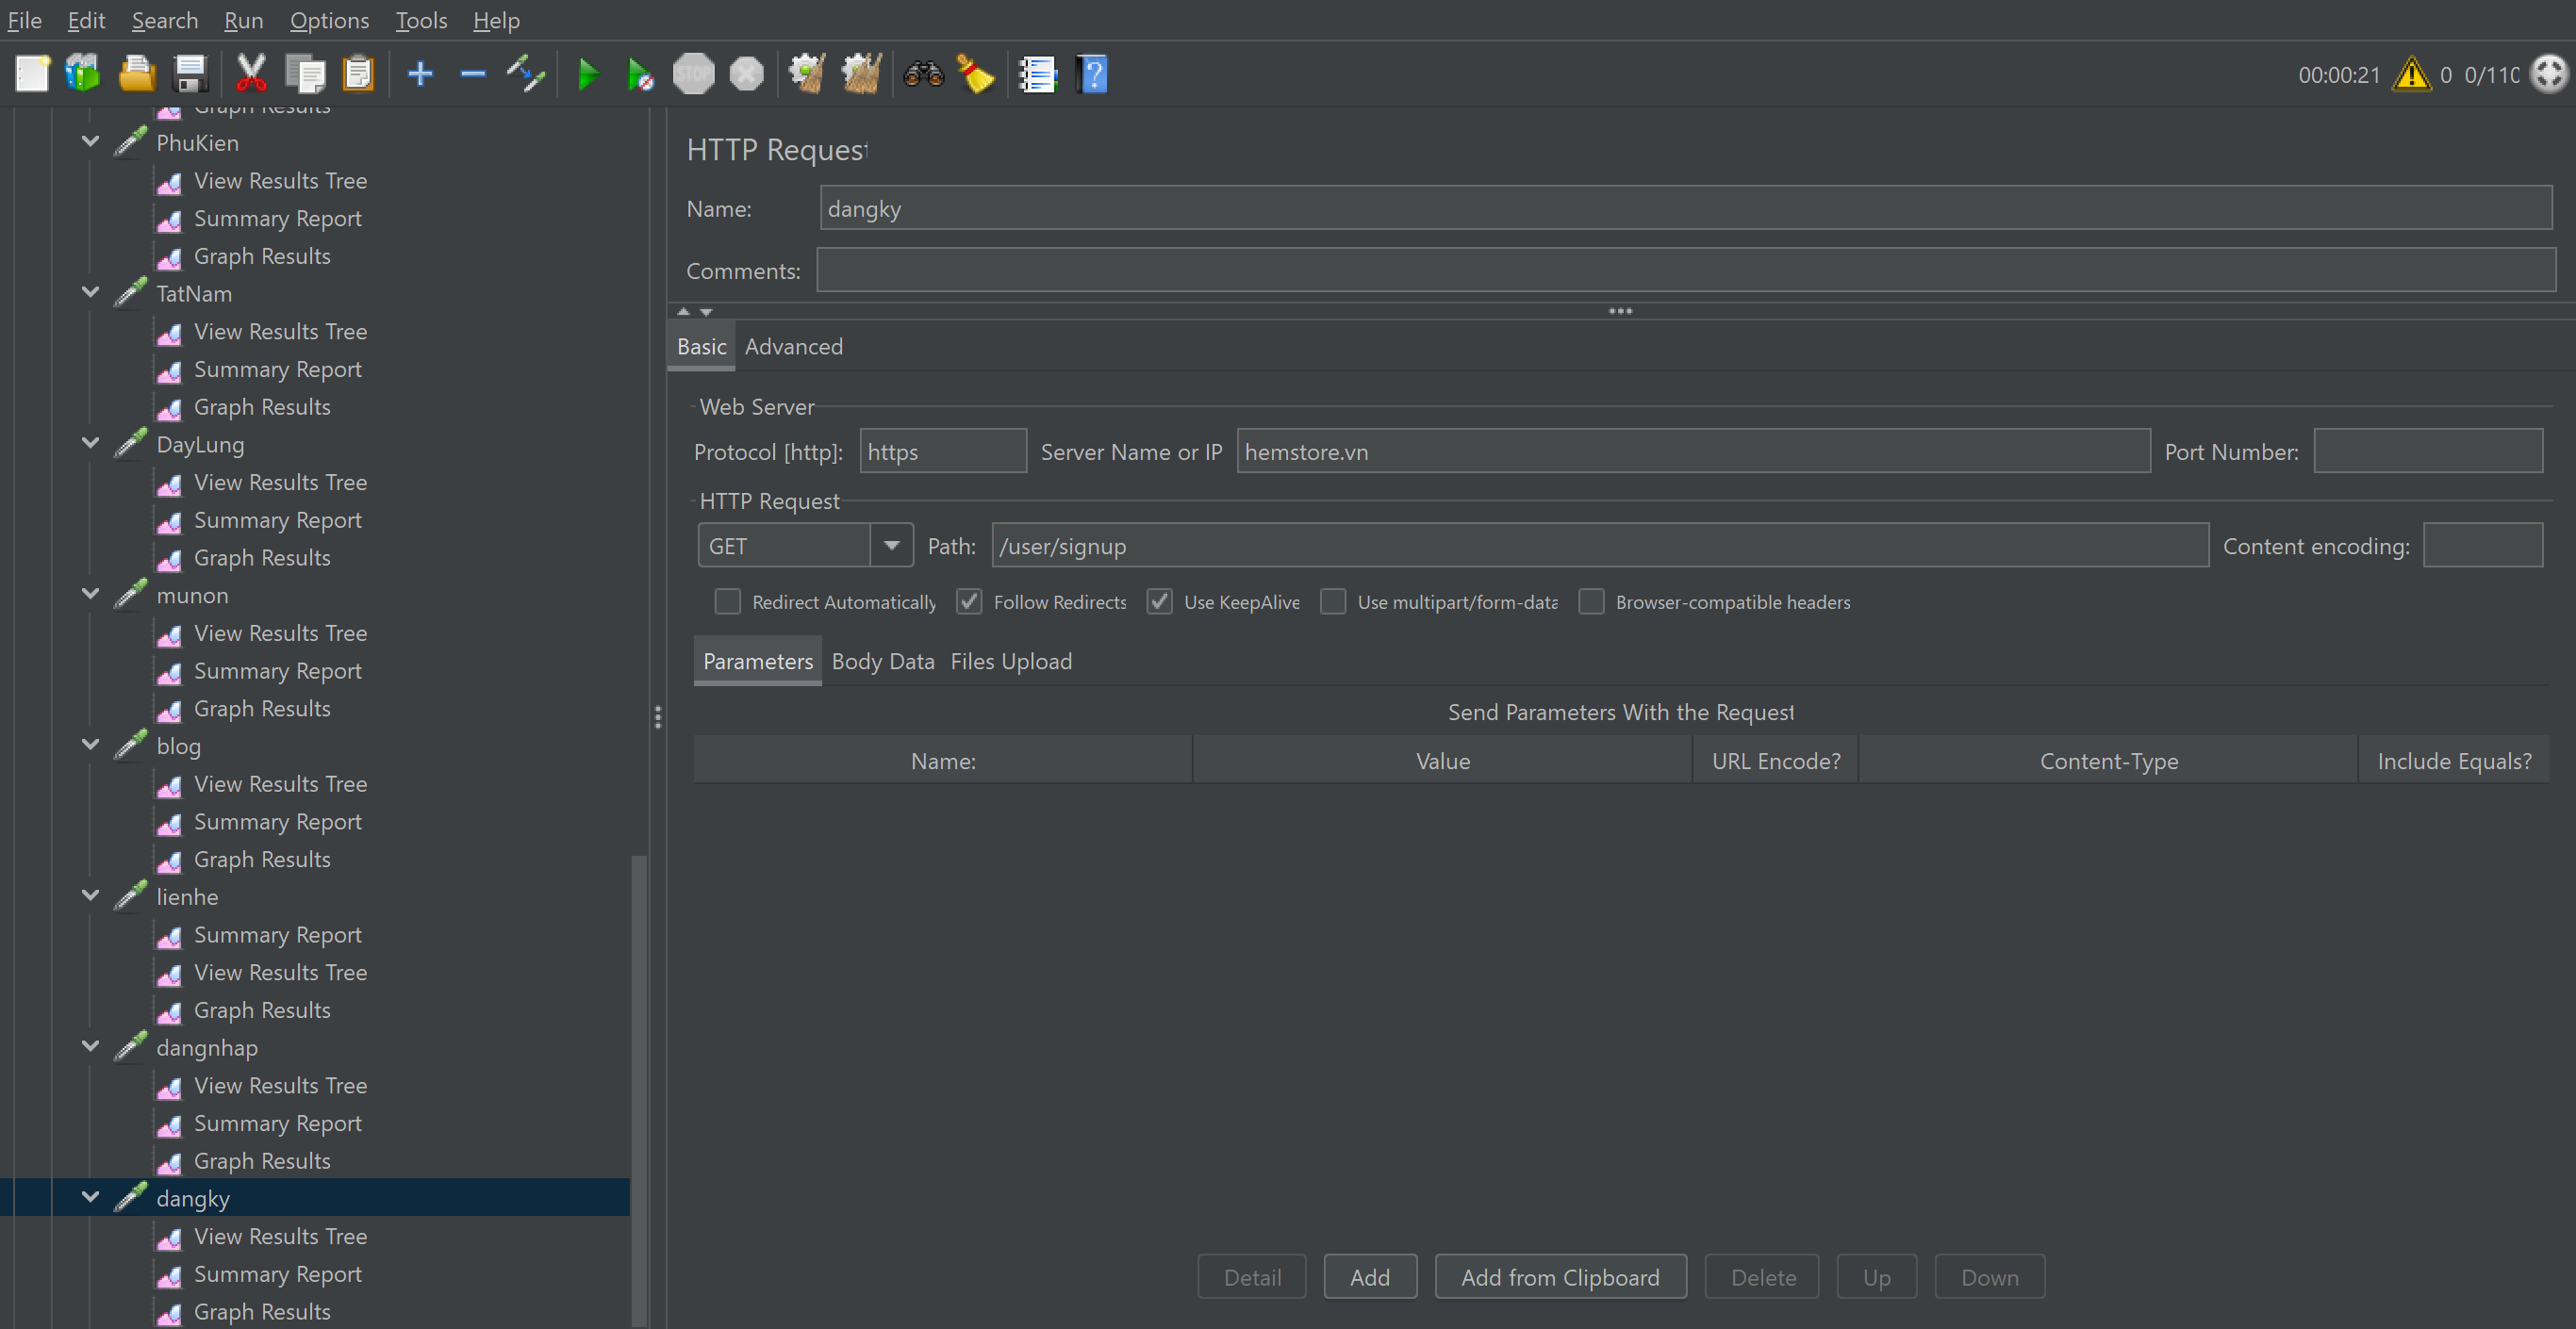 File Edit Search Run Options Tools Help
STOP
00:00:21 0 0/110
Graph Results
PhuKien
View Results Tree
Summary Report
Graph Results
TatNam
View Results Tree
Summary Report
Graph Results
DayLung
View Results Tree
Summary Report
Graph Results
munon
View Results Tree
Summary Report
Graph Results
blog
View Results Tree
Summary Report
Graph Results
lienhe
Summary Report
View Results Tree
Graph Results
dangnhap
View Results Tree
Summary Report
Graph Results
dangky
View Results Tree
Summary Report
Graph Results
HTTP Request
Name: dangky
Comments:
Basic Advanced
Web Server
Protocol [http]: https Server Name or IP hemstore.vn Port Number:
HTTP Request
GET Path: /user/signup Content encoding:
Redirect Automatically Follow Redirects Use KeepAlive Use multipart/form-data Browser-compatible headers
Parameters Body Data Files Upload
Send Parameters With the Request
Name: Value URL Encode? Content-Type Include Equals?
Detail Add Add from Clipboard Delete Up Down